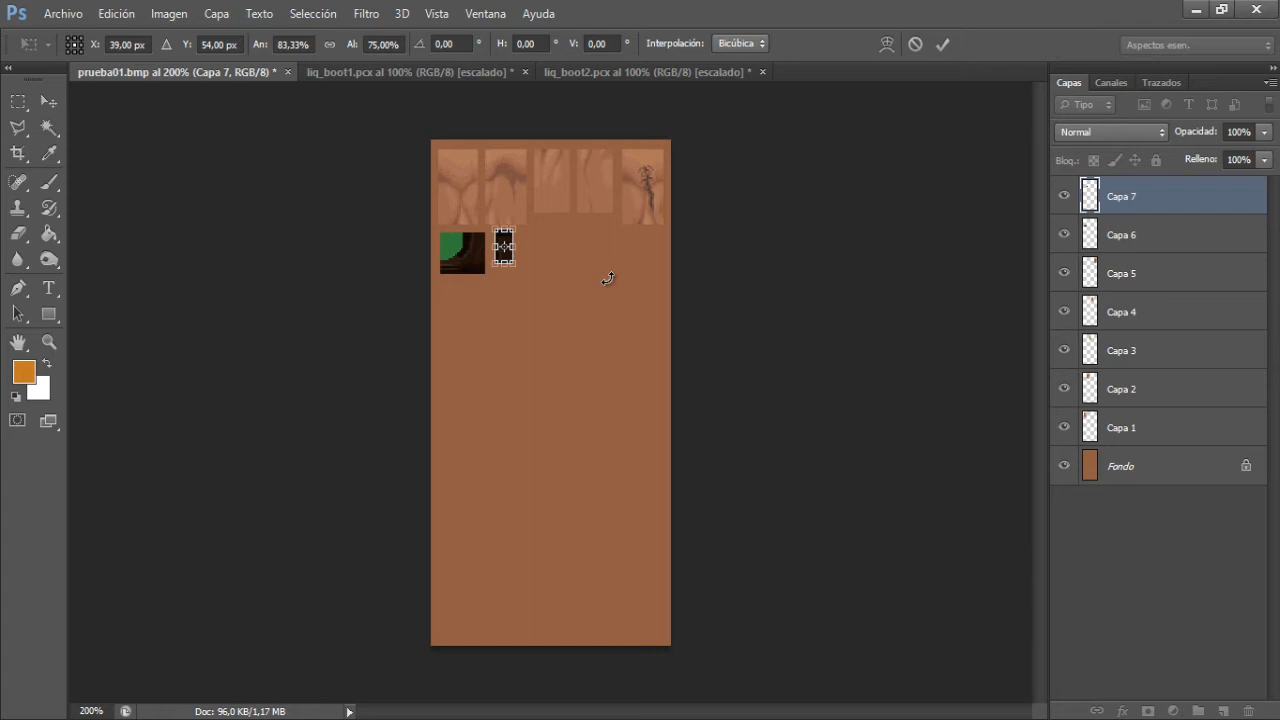 Ps Archivo Edición Imagen Capa Texto Selección Filtro 3D Vista Ventana Ayuda
X: 39,00 px Y: 54,00 px An: 83,33% Al: 75,00% 0,00 ° H: 0,00 ° V: 0,00 ° Interpolación: Bicúbica Aspectos esen.
prueba01.bmp al 200% (Capa 7, RGB/8) * × liq_boot1.pcx al 100% (RGB/8) [escalado] * × liq_boot2.pcx al 100% (RGB/8) [escalado] * ×
Capas Canales Trazados
Tipo
Normal Opacidad: 100%
Bloq.: Relleno: 100%
Capa 7
Capa 6
Capa 5
Capa 4
Capa 3
Capa 2
Capa 1
Fondo
200% Doc: 96,0 KB/1,17 MB